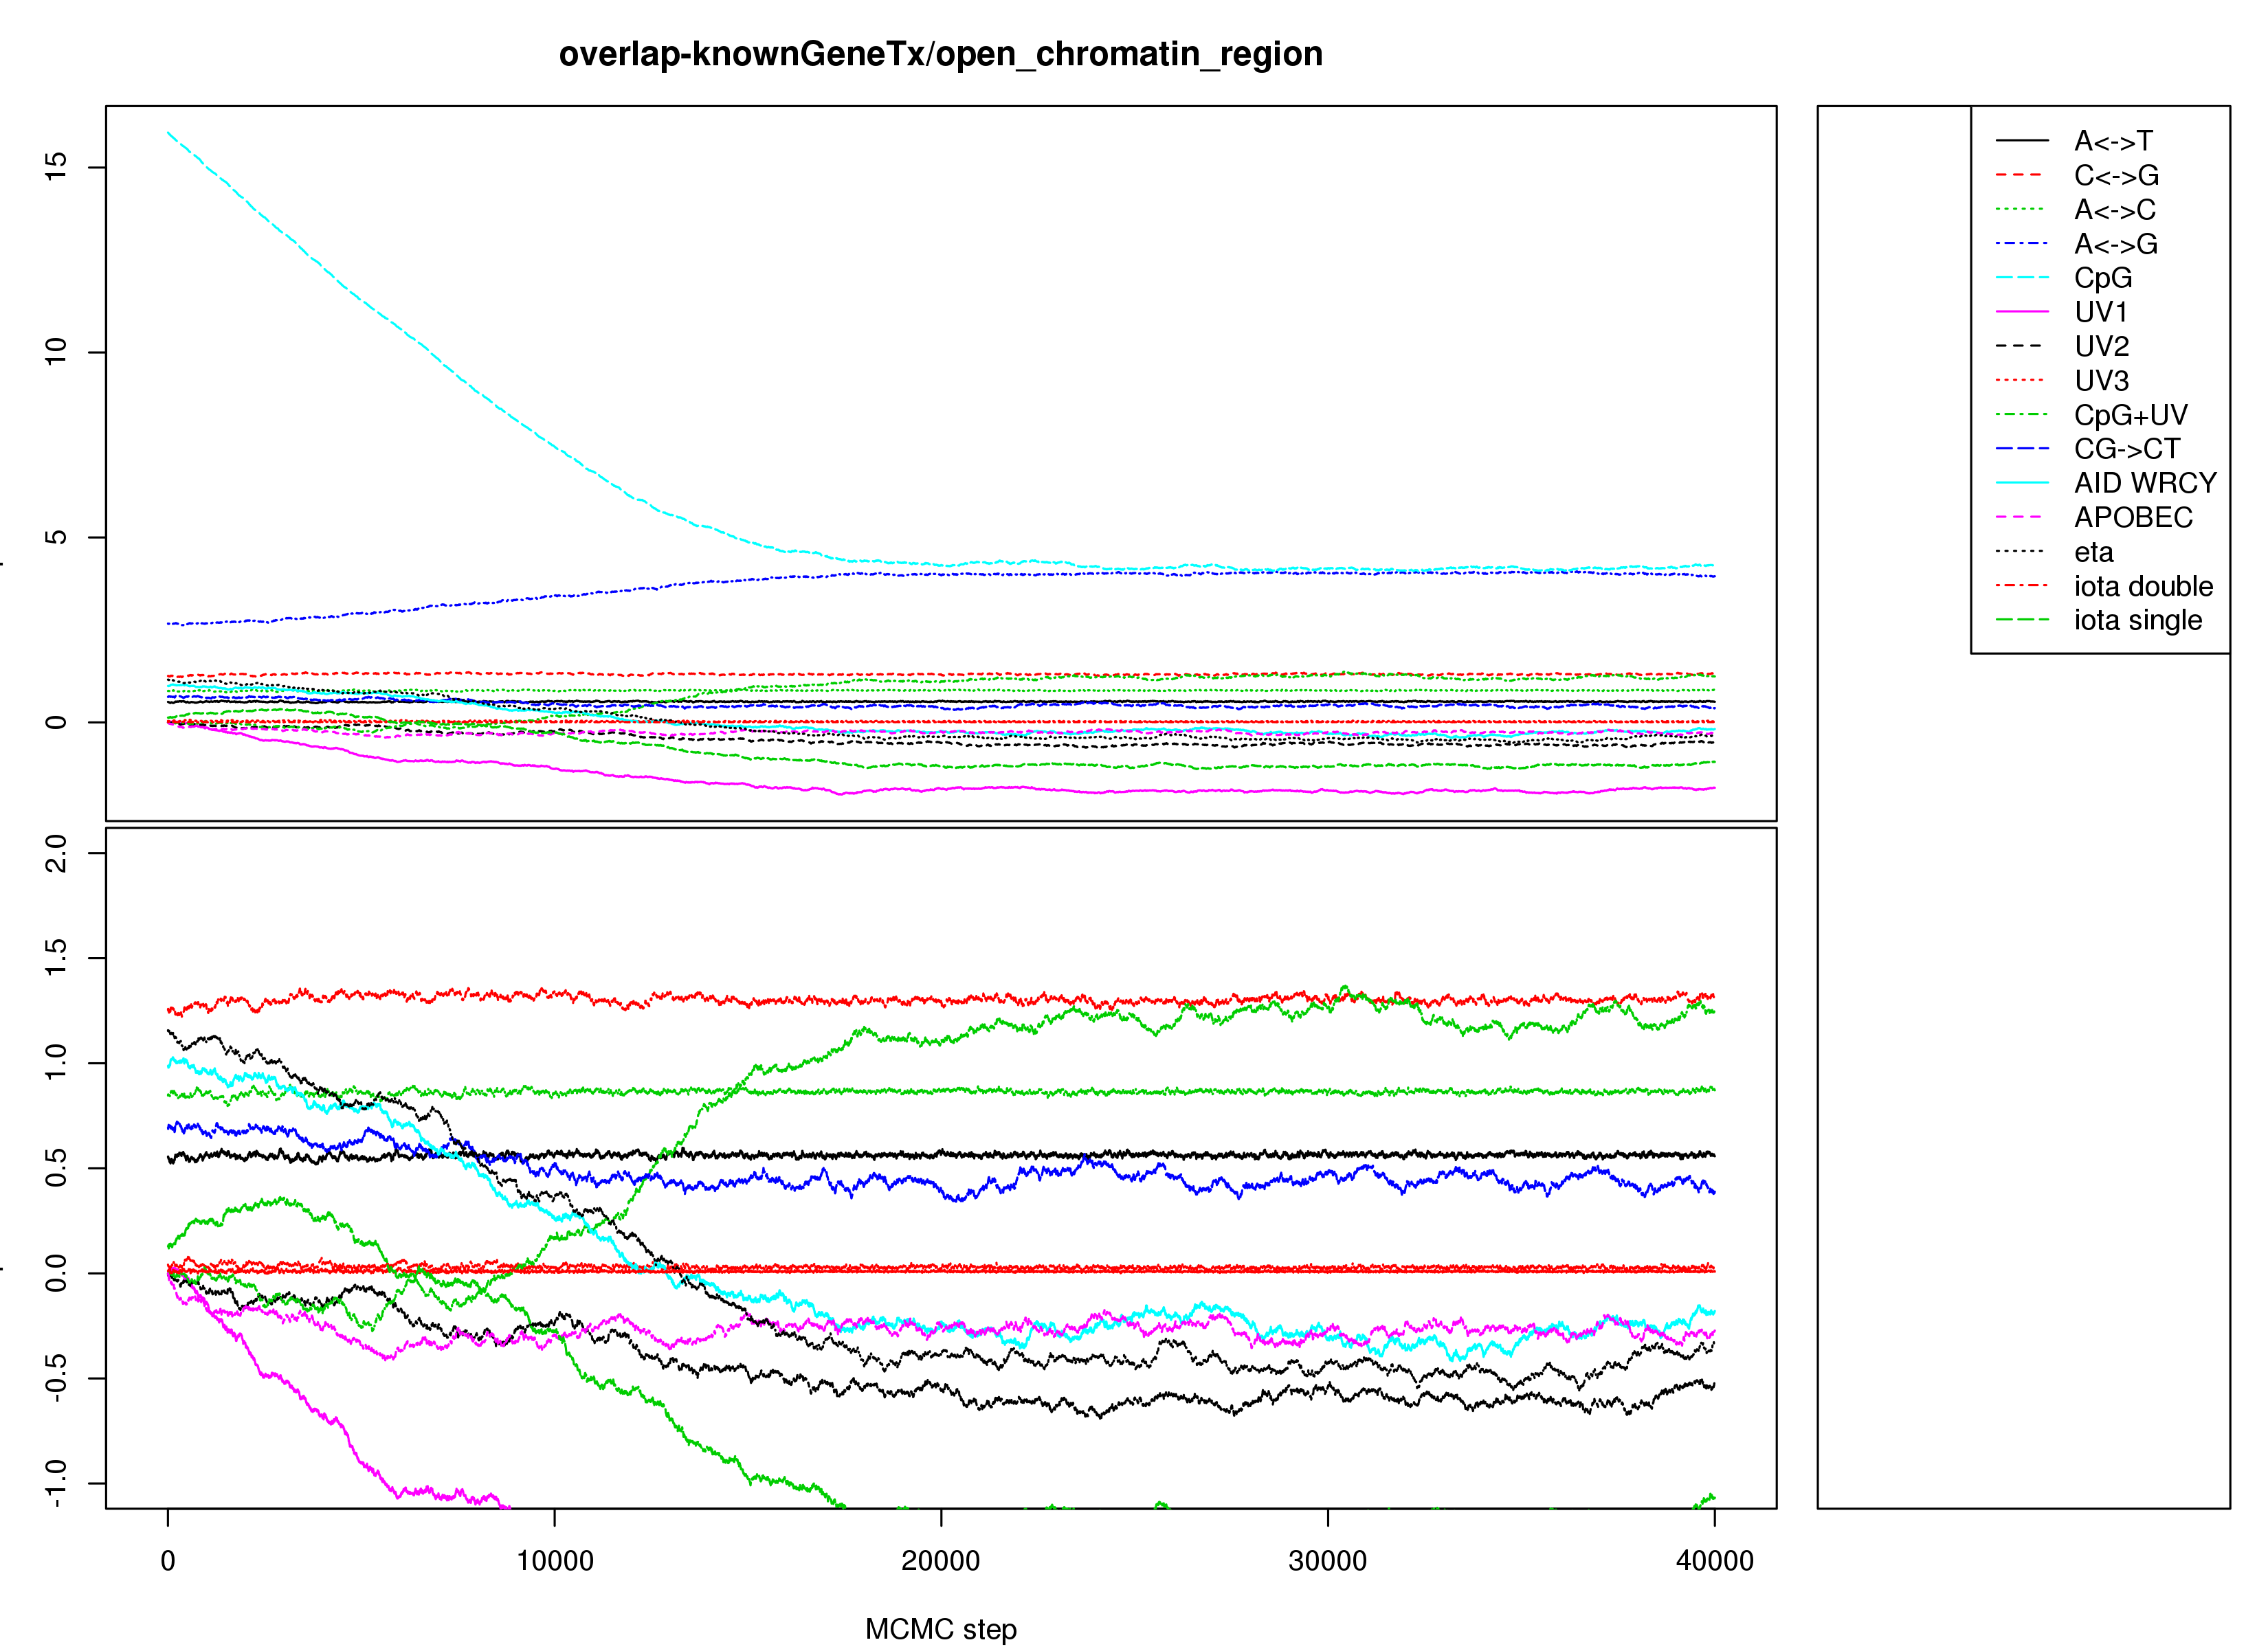 overlap-knownGeneTx/open_chromatin_region
15
10
5
0
A<->T
C<->G
A<->C
A<->G
CpG
UV1
UV2
UV3
CpG+UV
CG->CT
AID WRCY
APOBEC
eta
iota double
iota single
2.0
1.5
1.0
0.5
0.0
-0.5
-1.0
0 10000 20000 30000 40000
MCMC step